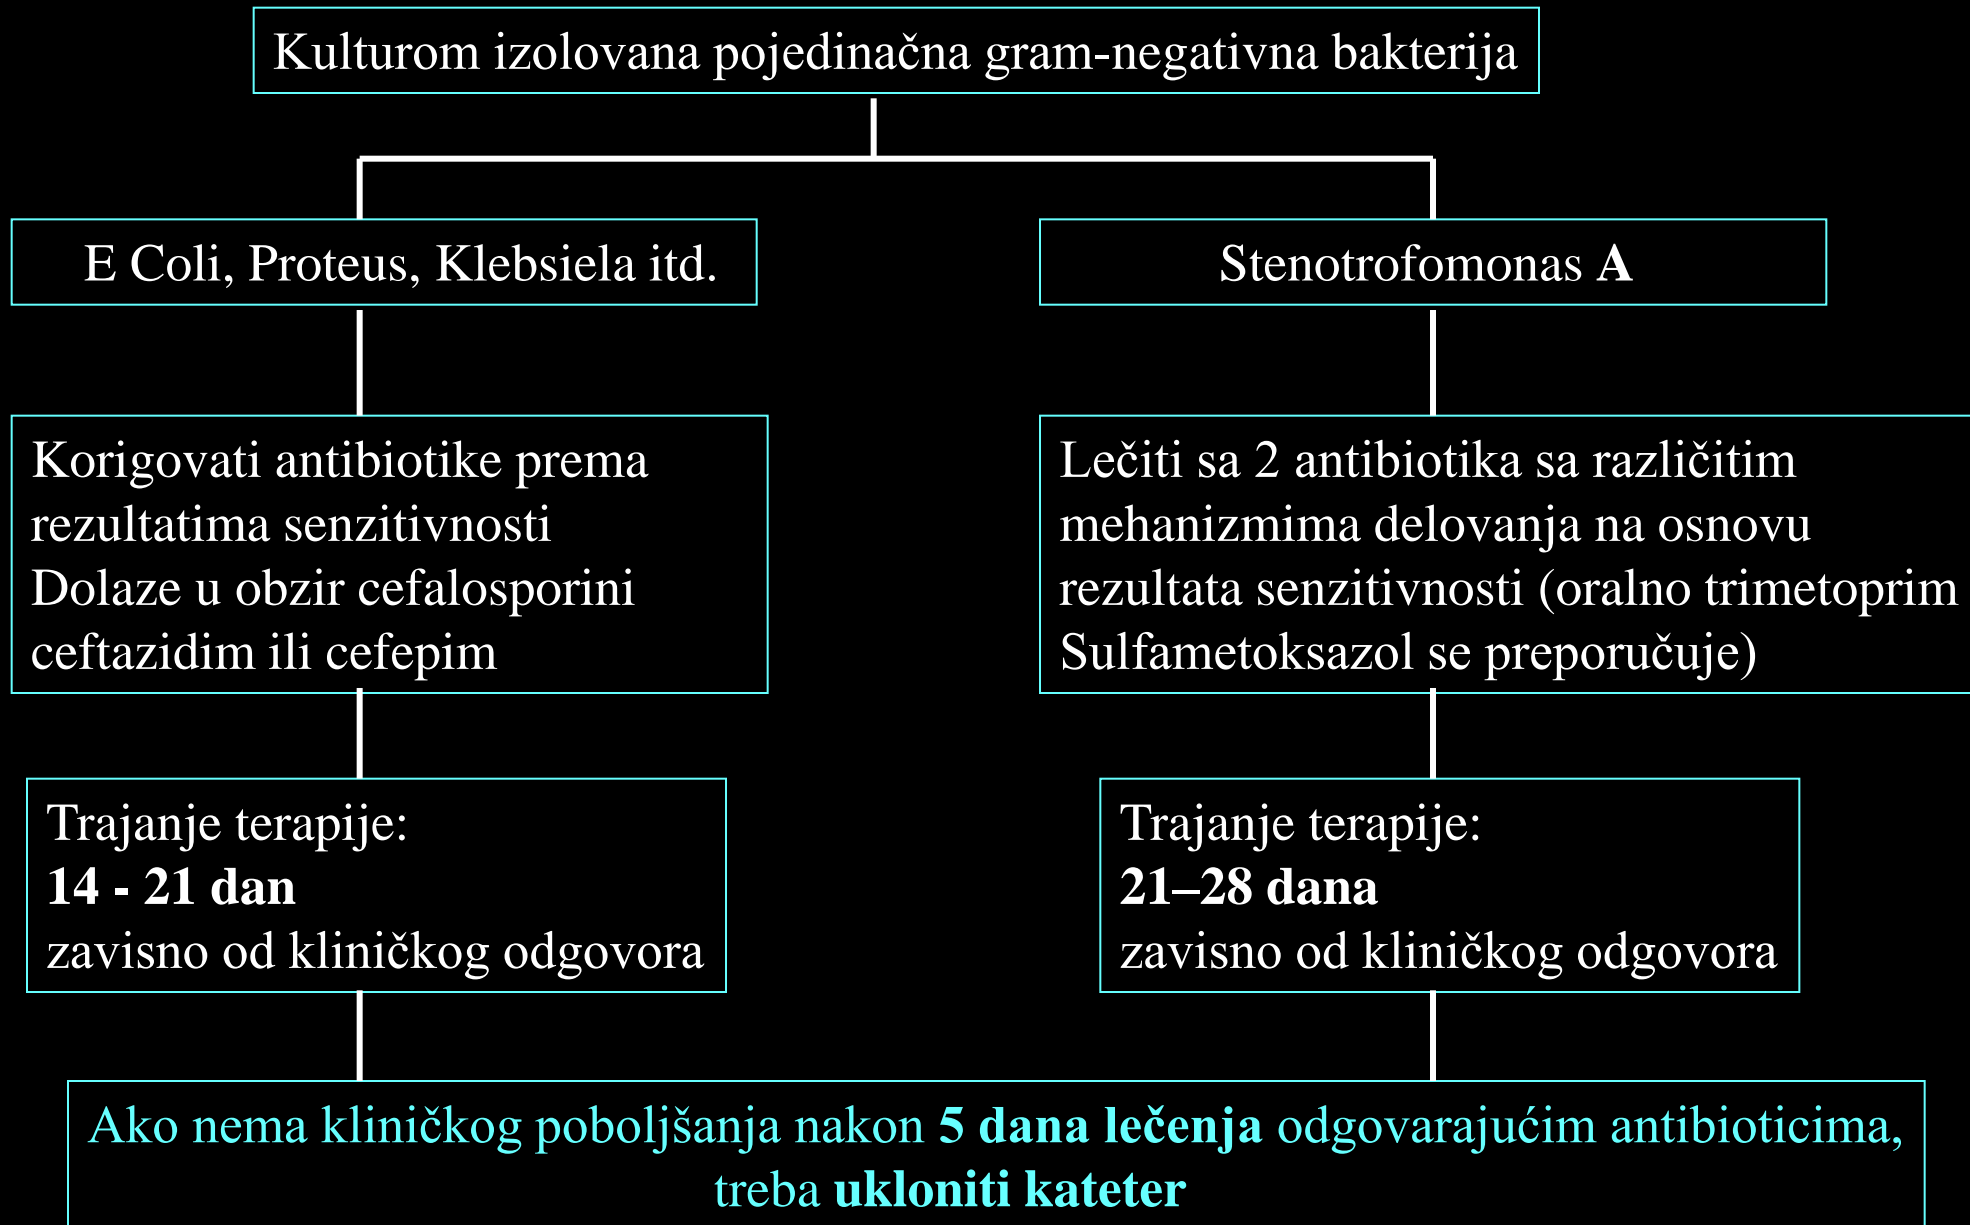 Kulturom izolovana pojedinačna gram-negativna bakterija
E Coli, Proteus, Klebsiela itd.
Stenotrofomonas A
Korigovati antibiotike prema
rezultatima senzitivnosti
Dolaze u obzir cefalosporini
ceftazidim ili cefepim
Lečiti sa 2 antibiotika sa različitim
mehanizmima delovanja na osnovu
rezultata senzitivnosti (oralno trimetoprim
Sulfametoksazol se preporučuje)
Trajanje terapije:
14 - 21 dan
zavisno od kliničkog odgovora
Trajanje terapije:
21–28 dana
zavisno od kliničkog odgovora
Ako nema kliničkog poboljšanja nakon 5 dana lečenja odgovarajućim antibioticima,
treba ukloniti kateter